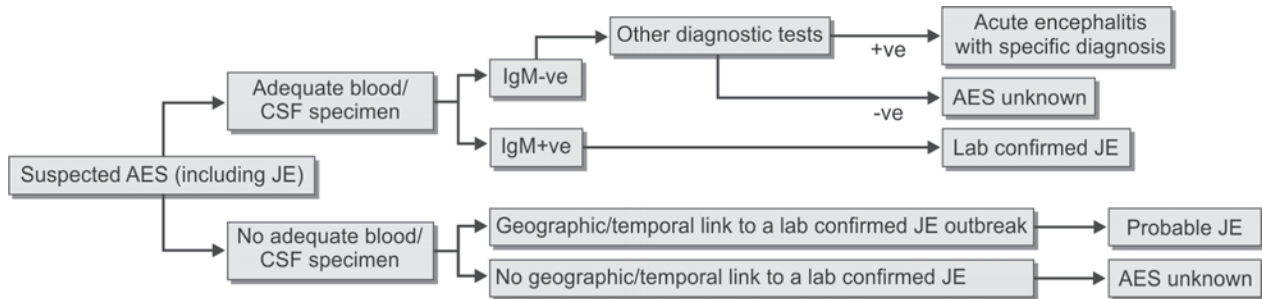 Other diagnostic tests
+ve
Acute encephalitis
with specific diagnosis
Adequate blood/
CSF specimen
IgM-ve
-ve
AES unknown
IgM+ve
Lab confirmed JE
Suspected AES (including JE)
No adequate blood/
CSF specimen
Geographic/temporal link to a lab confirmed JE outbreak
Probable JE
No geographic/temporal link to a lab confirmed JE
AES unknown